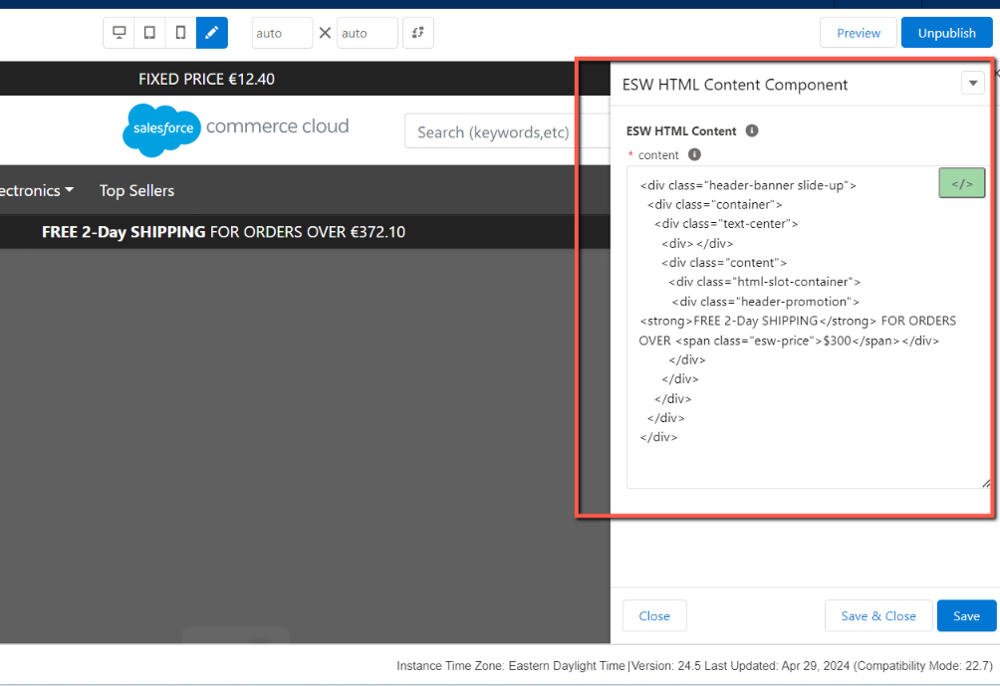 auto
auto
Preview
Unpublish
FIXED PRICE €12.40
salesforce commerce cloud
Search (keywords,etc)
ectronics
Top Sellers
FREE 2-Day SHIPPING FOR ORDERS OVER €372.10
ESW HTML Content Component
ESW HTML Content
* content
</>
<div class="header-banner slide-up">
<div class="container">
<div class="text-center">
<div></div>
<div class="content">
<div class="html-slot-container">
<div class="header-promotion">
<strong>FREE 2-Day SHIPPING</strong> FOR ORDERS
OVER <span class="esw-price">$300</span></div>
</div>
</div>
</div>
</div>
</div>
Close
Save & Close
Save
Instance Time Zone: Eastern Daylight Time|Version: 24.5 Last Updated: Apr 29, 2024 (Compatibility Mode: 22.7)